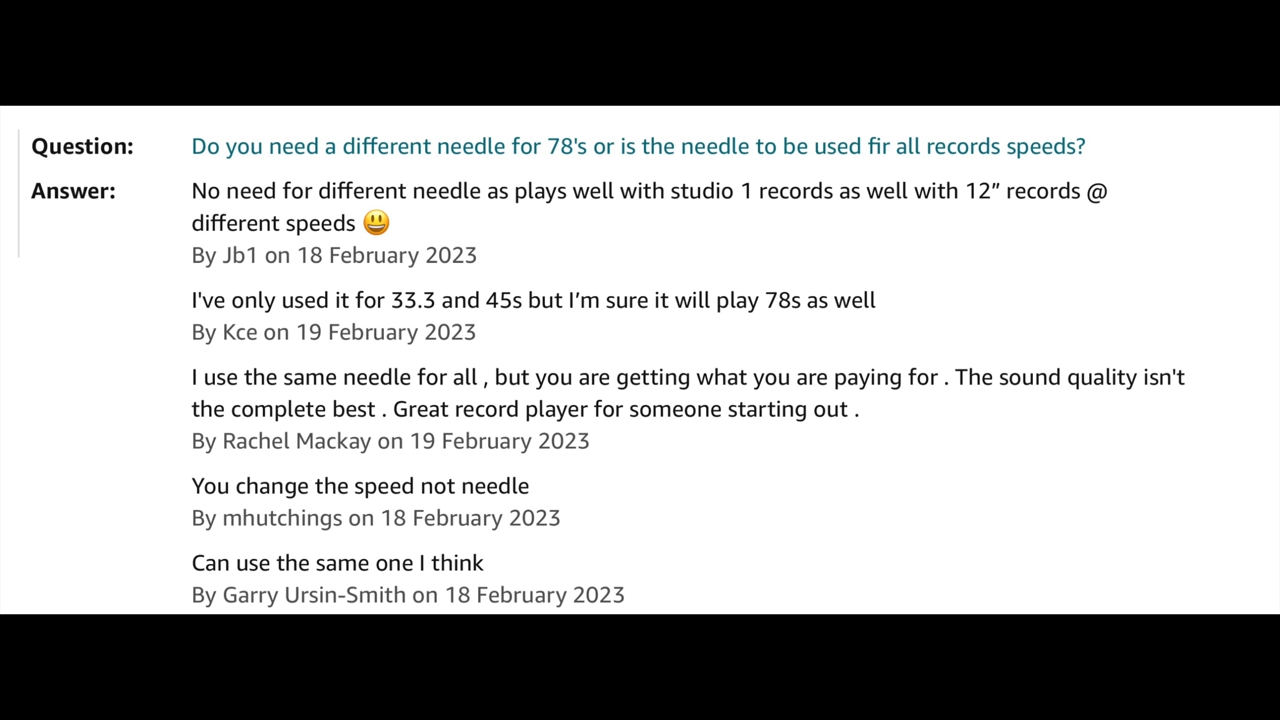 Question: Do you need a different needle for 78's or is the needle to be used fir all records speeds?
Answer: No need for different needle as plays well with studio 1 records as well with 12” records @
different speeds 😃
By Jb1 on 18 February 2023
I've only used it for 33.3 and 45s but I’m sure it will play 78s as well
By Kce on 19 February 2023
I use the same needle for all , but you are getting what you are paying for . The sound quality isn't
the complete best . Great record player for someone starting out .
By Rachel Mackay on 19 February 2023
You change the speed not needle
By mhutchings on 18 February 2023
Can use the same one I think
By Garry Ursin-Smith on 18 February 2023